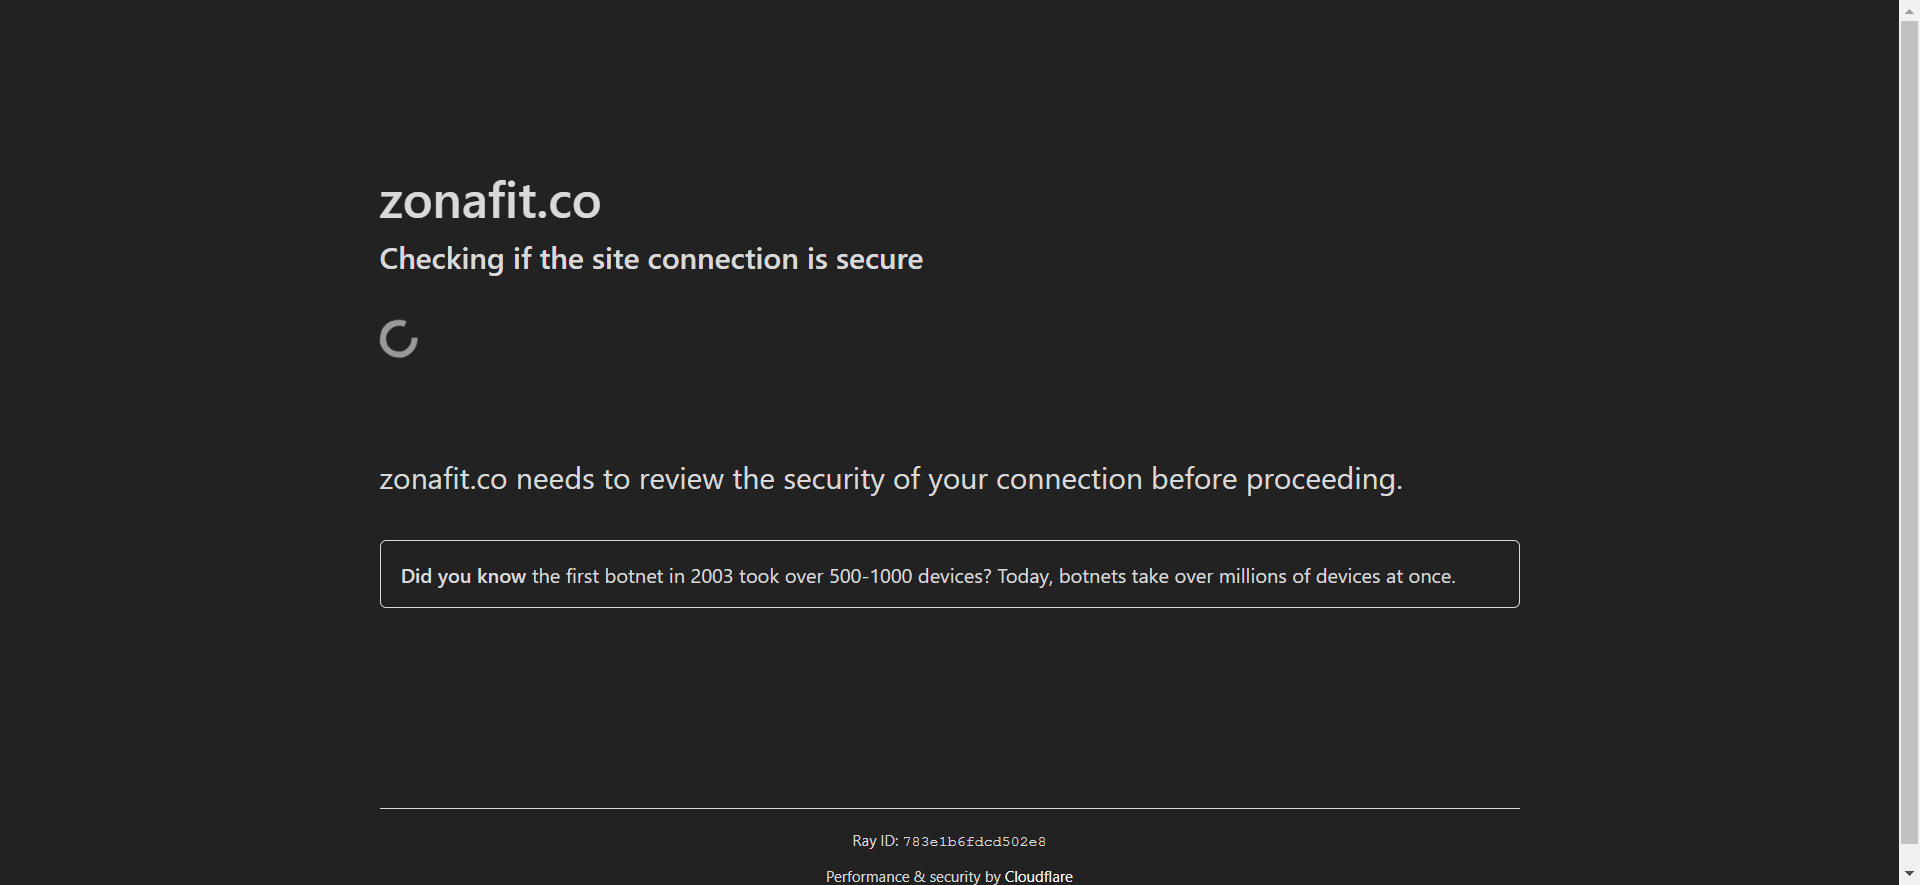 zonafit.co
Checking if the site connection is secure
zonafit.co needs to review the security of your connection before proceeding.
Did you know the first botnet in 2003 took over 500-1000 devices? Today, botnets take over millions of devices at once.
Ray ID: 783e1b6fdcd502e8
Performance & security by Cloudflare